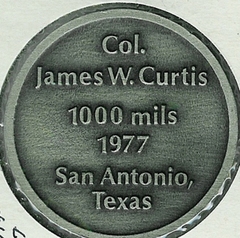 Col.
James W. Curtis
1000 mils
1977
San Antonio,
Texas